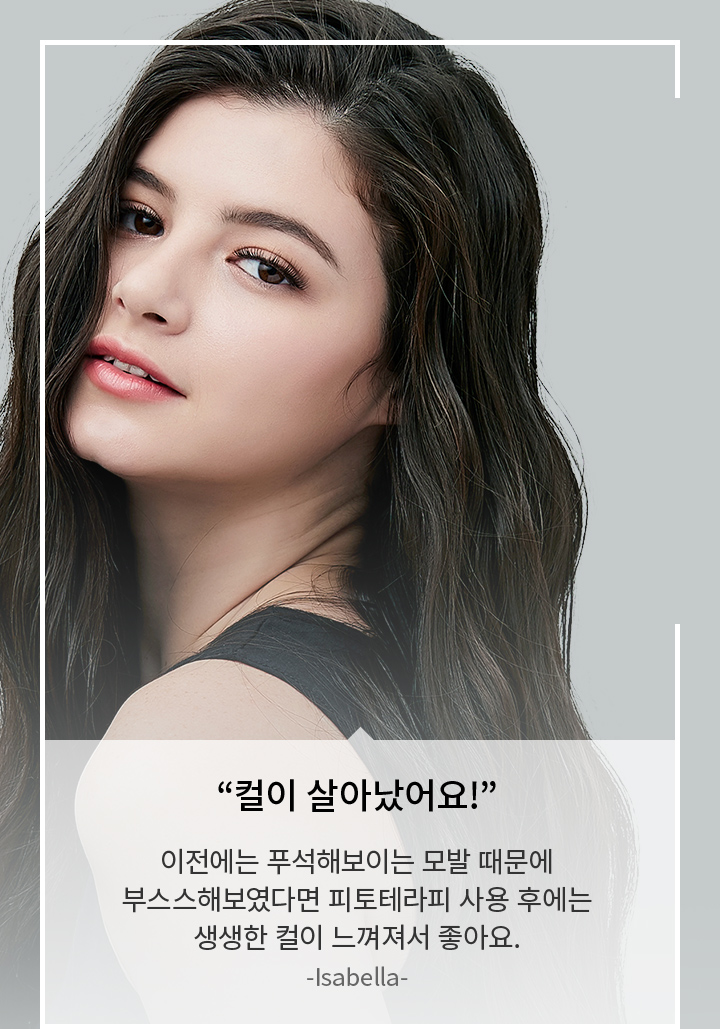 “컬이 살아났어요!”
이전에는 푸석해보이는 모발 때문에
부스스해보였다면 피토테라피 사용 후에는
생생한 컬이 느껴져서 좋아요.
-Isabella-